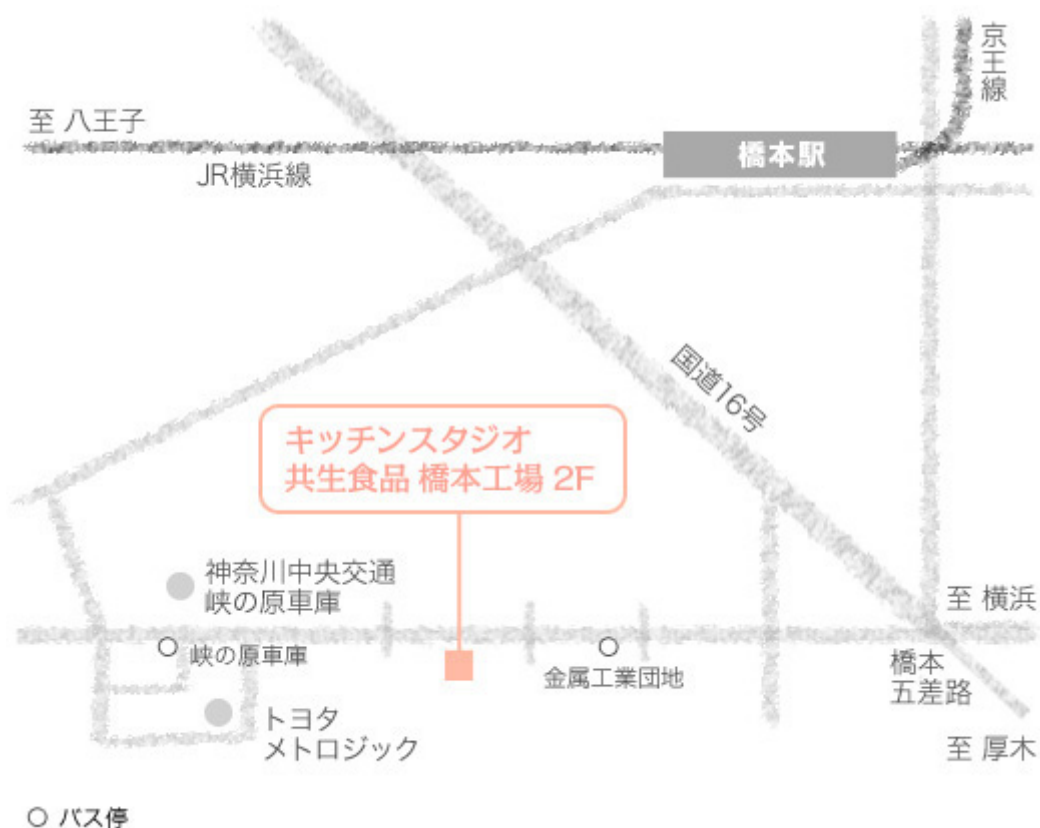 京王線
至 八王子
橋本駅
JR横浜線
国道16号
キッチンスタジオ
共生食品 橋本工場 2F
神奈川中央交通
峡の原車庫
至 横浜
峡の原車庫
金属工業団地
橋本
五差路
トヨタ
メトロジック
至 厚木
バス停